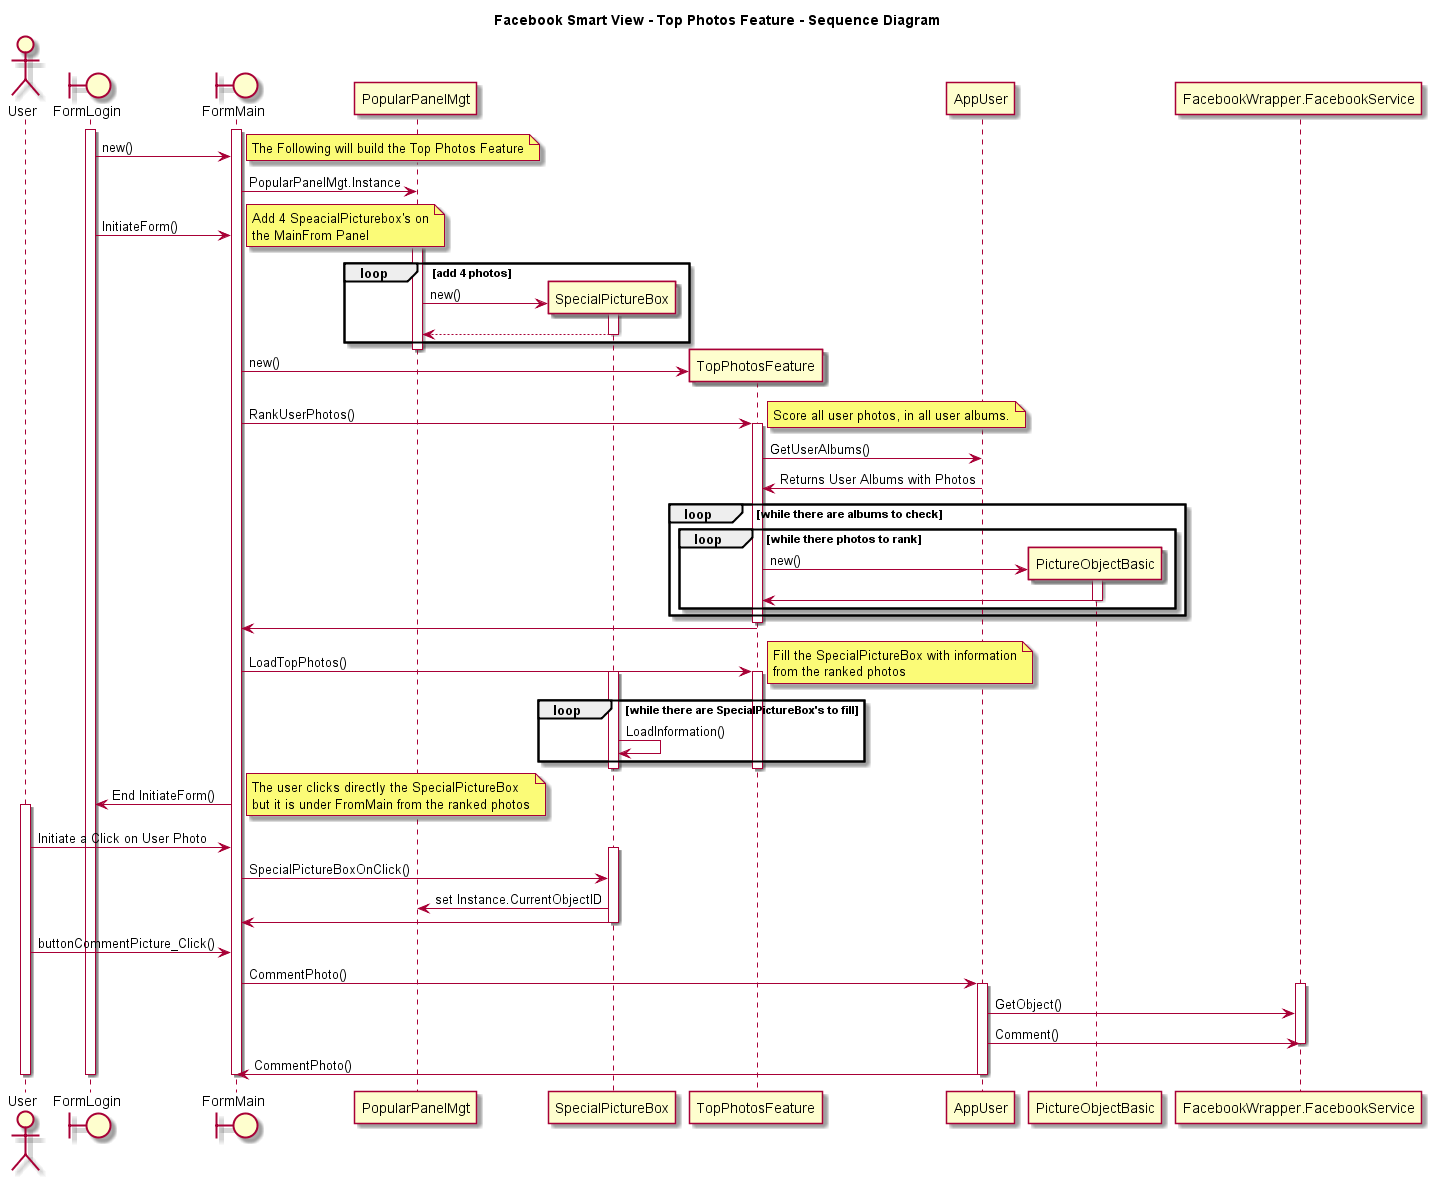 Facebook Smart View - Top Photos Feature - Sequence Diagram
User
FormLogin
FormMain
PopularPanelMgt
AppUser
FacebookWrapper.FacebookService
new()
The Following will build the Top Photos Feature
PopularPanelMgt.Instance
InitiateForm()
Add 4 SpeacialPicturebox's on
the MainFrom Panel
loop
[add 4 photos]
new()
SpecialPictureBox
new()
TopPhotosFeature
RankUserPhotos()
Score all user photos, in all user albums.
GetUserAlbums()
Returns User Albums with Photos
loop
[while there are albums to check]
loop
[while there photos to rank]
new()
PictureObjectBasic
LoadTopPhotos()
Fill the SpecialPictureBox with information
from the ranked photos
loop
[while there are SpecialPictureBox's to fill]
LoadInformation()
End InitiateForm()
The user clicks directly the SpecialPictureBox
but it is under FromMain from the ranked photos
Initiate a Click on User Photo
SpecialPictureBoxOnClick()
set Instance.CurrentObjectID
buttonCommentPicture_Click()
CommentPhoto()
GetObject()
Comment()
CommentPhoto()
User
FormLogin
FormMain
PopularPanelMgt
SpecialPictureBox
TopPhotosFeature
AppUser
PictureObjectBasic
FacebookWrapper.FacebookService